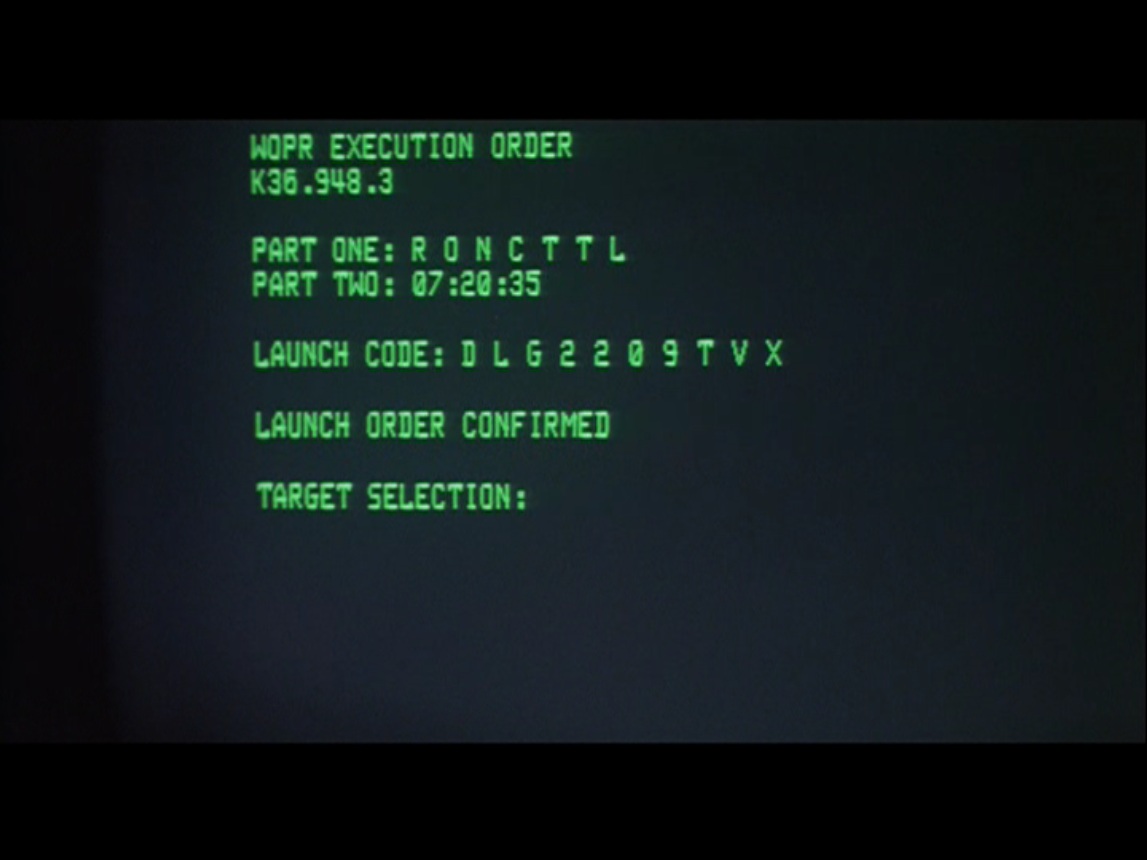 WOPR EXECUTION ORDER
K36.948.3
PART ONE: R O N C T T L
PART TWO: 07:20:35
LAUNCH CODE: D L G 2 2 0 9 T V X
LAUNCH ORDER CONFIRMED
TARGET SELECTION: